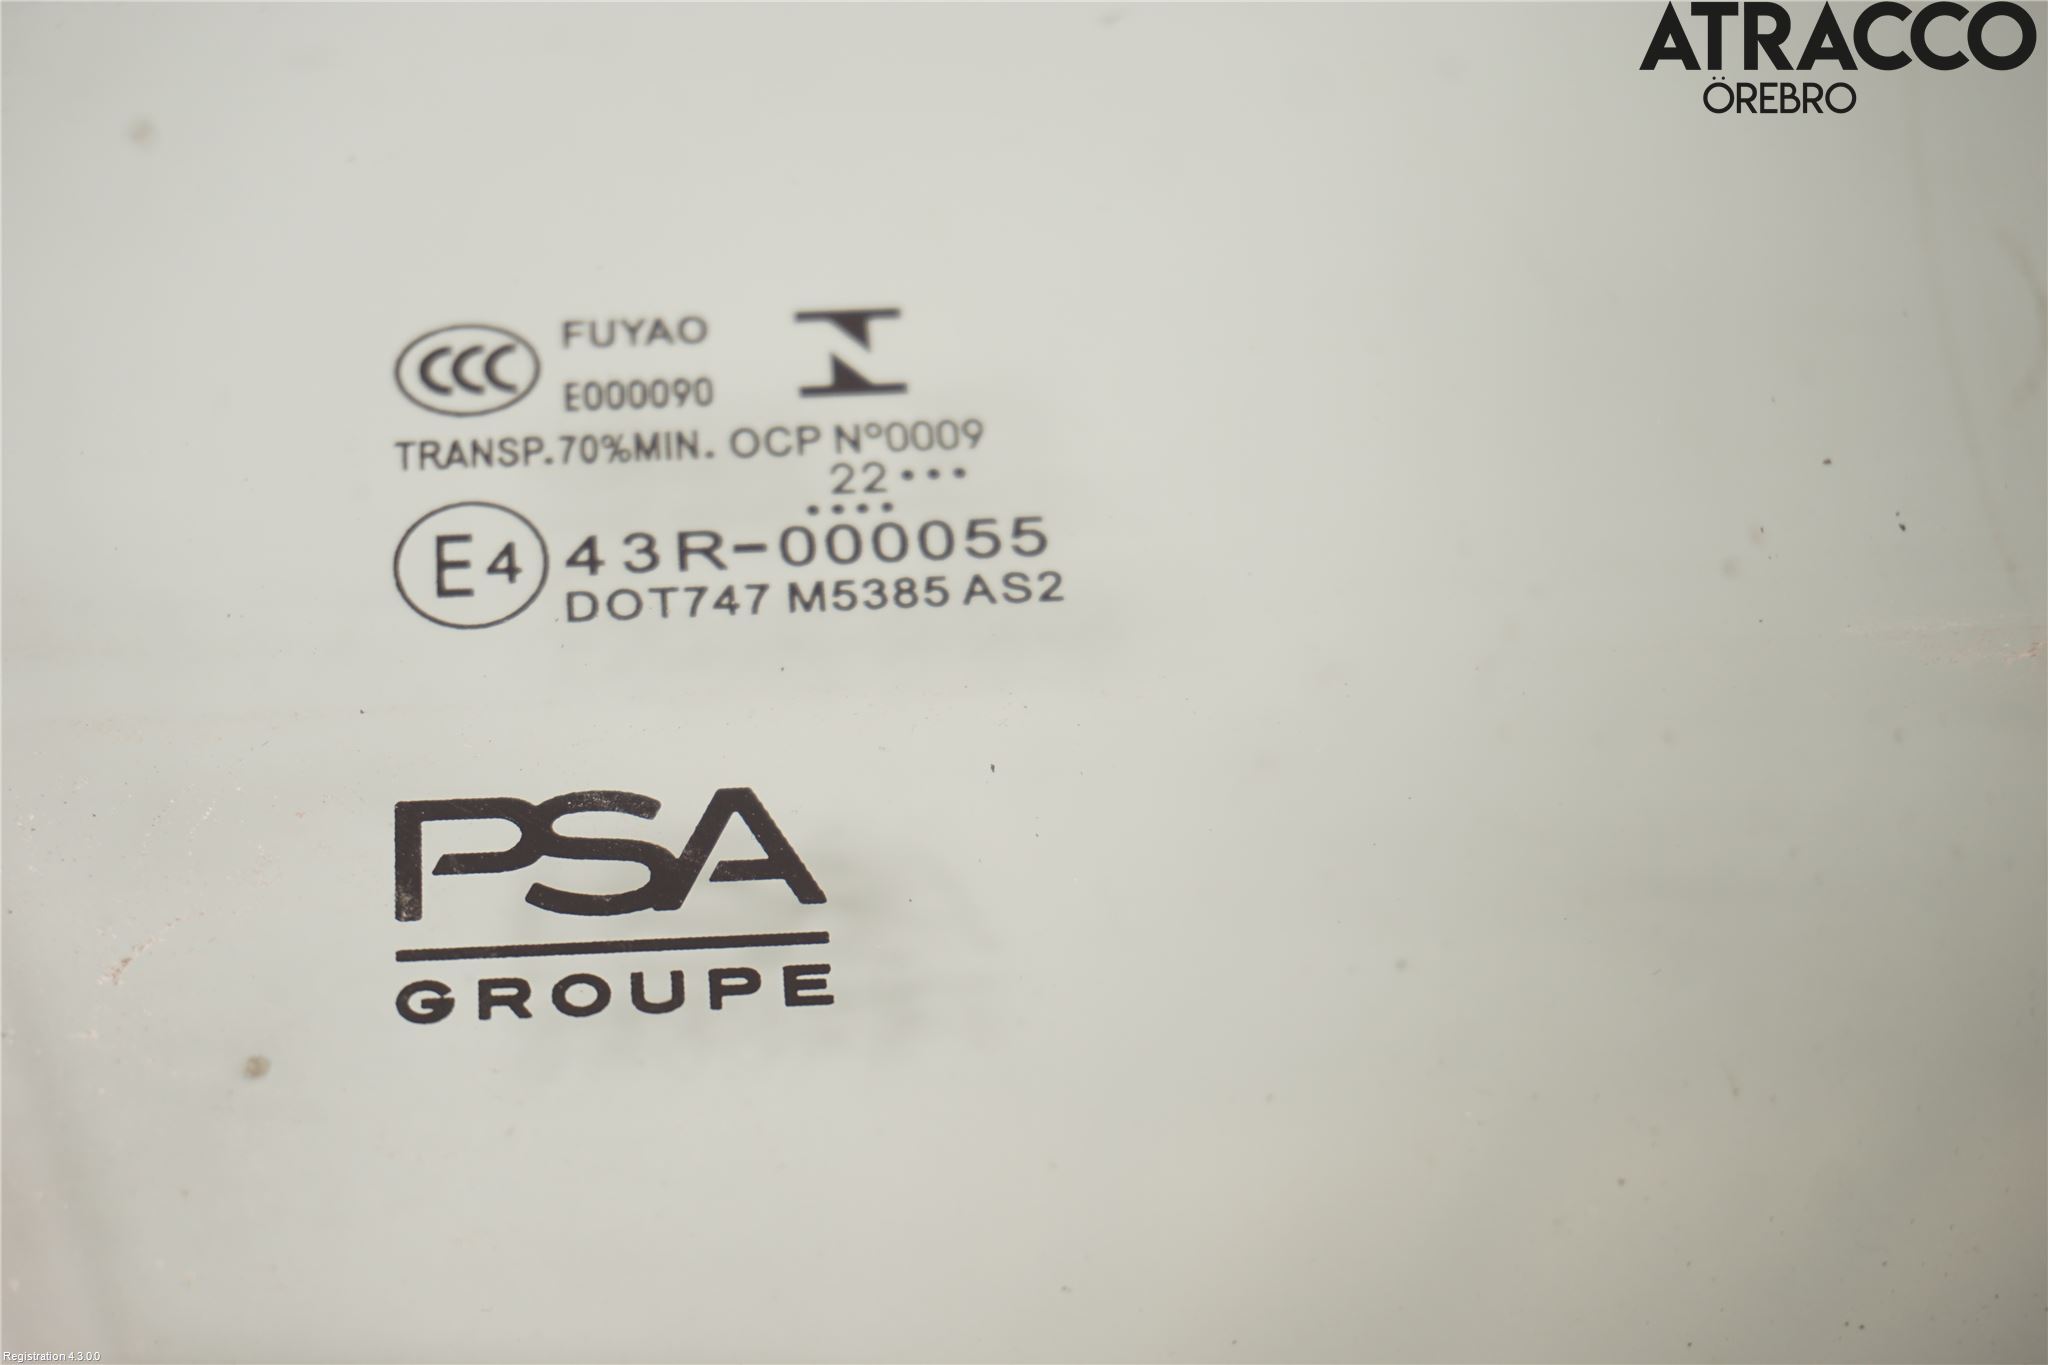 ATRACCO
ÖREBRO
CCC FUYAO
E000090
TRANSP.70%MIN. OCP Nº0009
22•••
••••
E4 43R-000055
DOT747 M5385 AS2
PSA
GROUPE
Registration 4.3.0.0